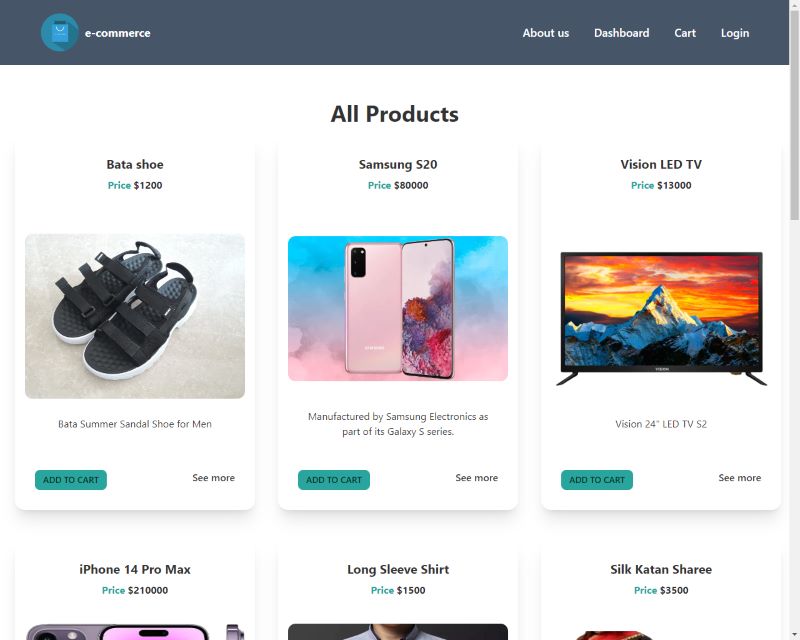 e-commerce
About us
Dashboard
Cart
Login
All Products
Bata shoe
Price $1200
Bata Summer Sandal Shoe for Men
ADD TO CART
See more
Samsung S20
Price $80000
SAMSUNG
Manufactured by Samsung Electronics as
part of its Galaxy S series.
ADD TO CART
See more
Vision LED TV
Price $13000
VISION
Vision 24" LED TV S2
ADD TO CART
See more
iPhone 14 Pro Max
Price $210000
Long Sleeve Shirt
Price $1500
Silk Katan Sharee
Price $3500